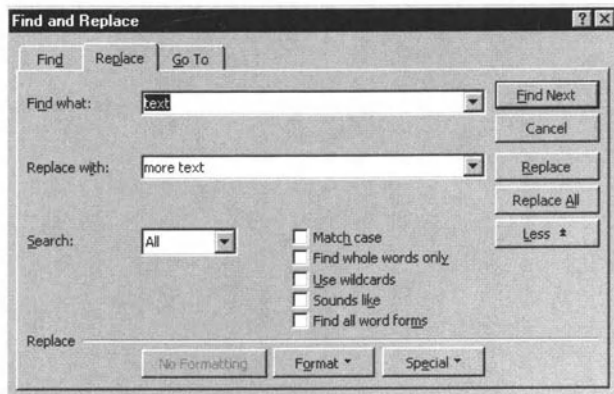 Find and Replace
Find Replace Go To
Find what: text Find Next
Cancel
Replace with: more text Replace
Replace All
Search: All Less
Match case
Find whole words only
Use wildcards
Sounds like
Find all word forms
Replace
No Formatting Format Special